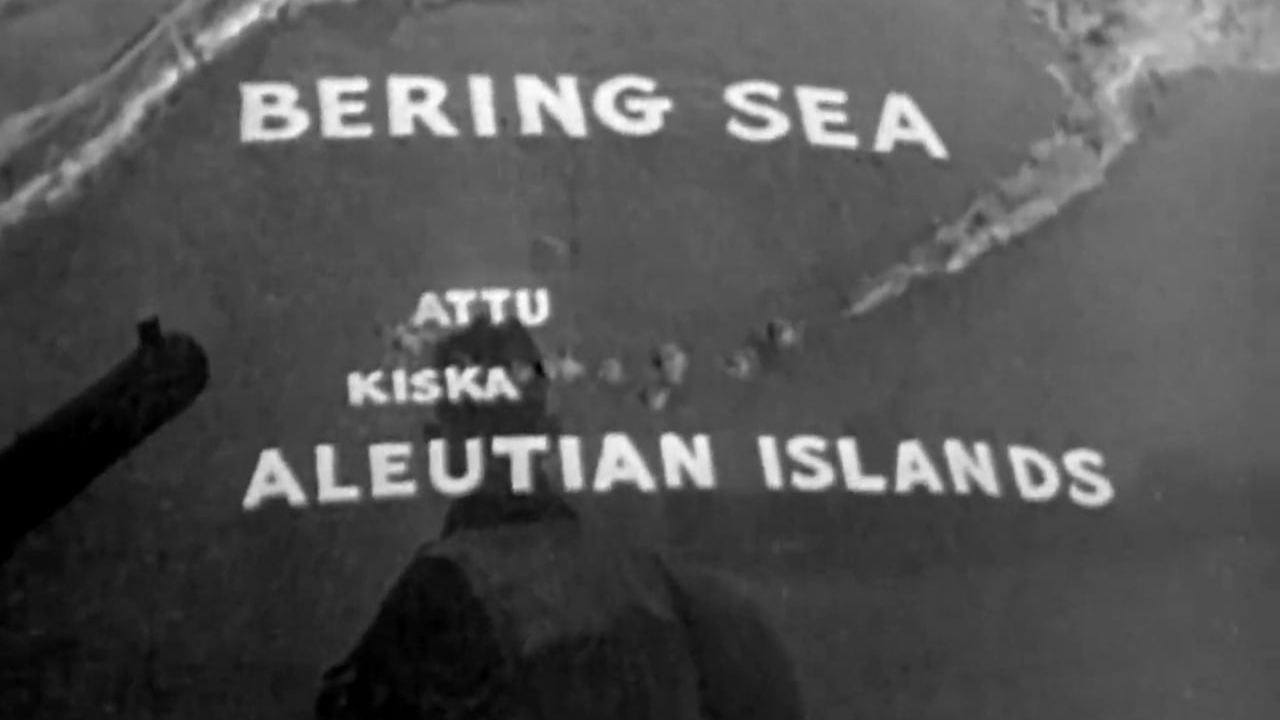 BERING SEA
ATTU
KISKA
ALEUTIAN ISLANDS